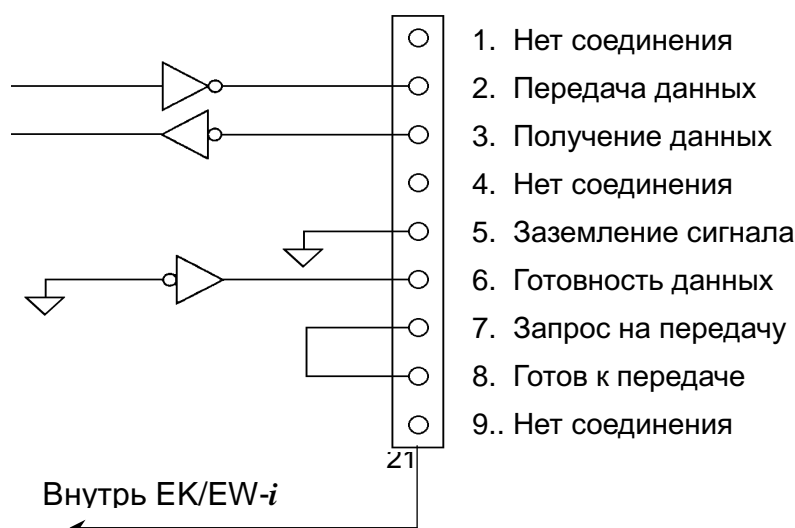 1. Нет соединения
2. Передача данных
3. Получение данных
4. Нет соединения
5. Заземление сигнала
6. Готовность данных
7. Запрос на передачу
8. Готов к передаче
9.. Нет соединения
21
Внутрь EK/EW-i